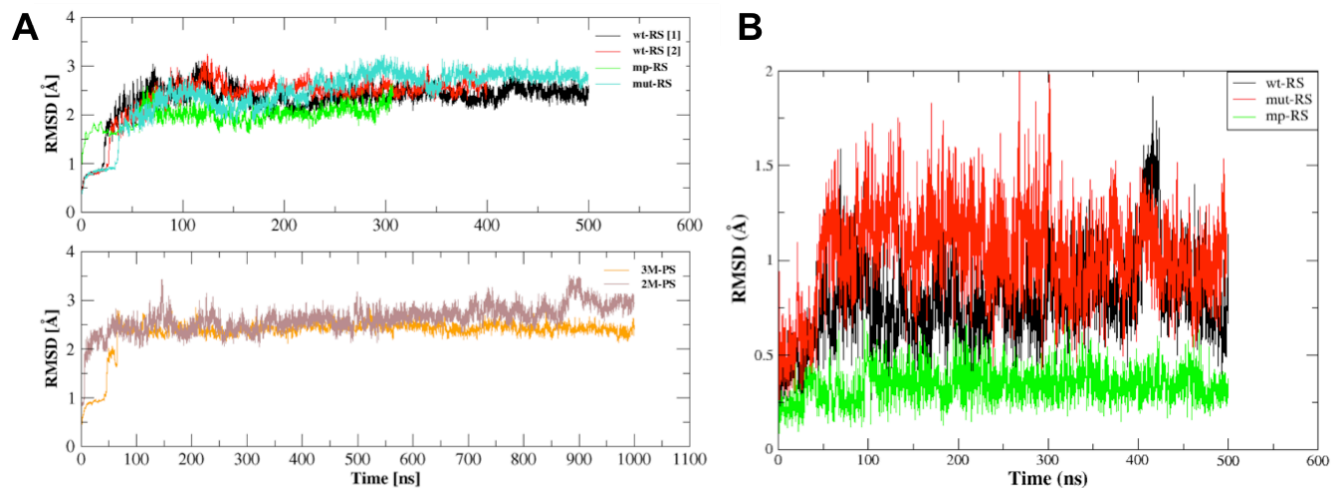 A
RMSD [Å]
4
3
2
1
0
wt-RS [1]
wt-RS [2]
mp-RS
mut-RS
0 100 200 300 400 500 600
RMSD [Å]
4
3
2
1
0
3M-PS
2M-PS
0 100 200 300 400 500 600 700 800 900 1000 1100
Time [ns]
B
RMSD (Å)
2
1.5
1
0.5
0
wt-RS
mut-RS
mp-RS
0 100 200 300 400 500 600
Time (ns)